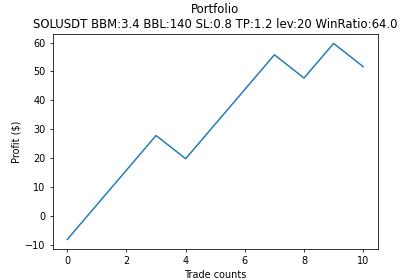 Portfolio
SOLUSDT BBM:3.4 BBL:140 SL:0.8 TP:1.2 lev:20 WinRatio:64.0
60
50
40
30
20
10
0
−10
Profit ($)
0 2 4 6 8 10
Trade counts